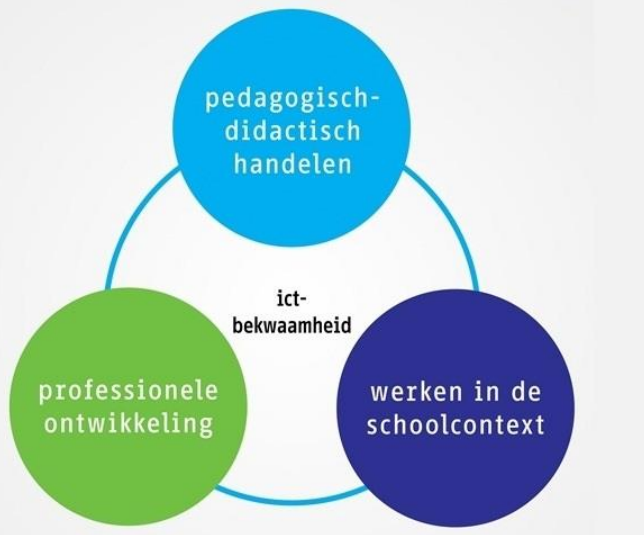 pedagogisch-
didactisch
handelen
ict-
bekwaamheid
professionele
ontwikkeling
werken in de
schoolcontext